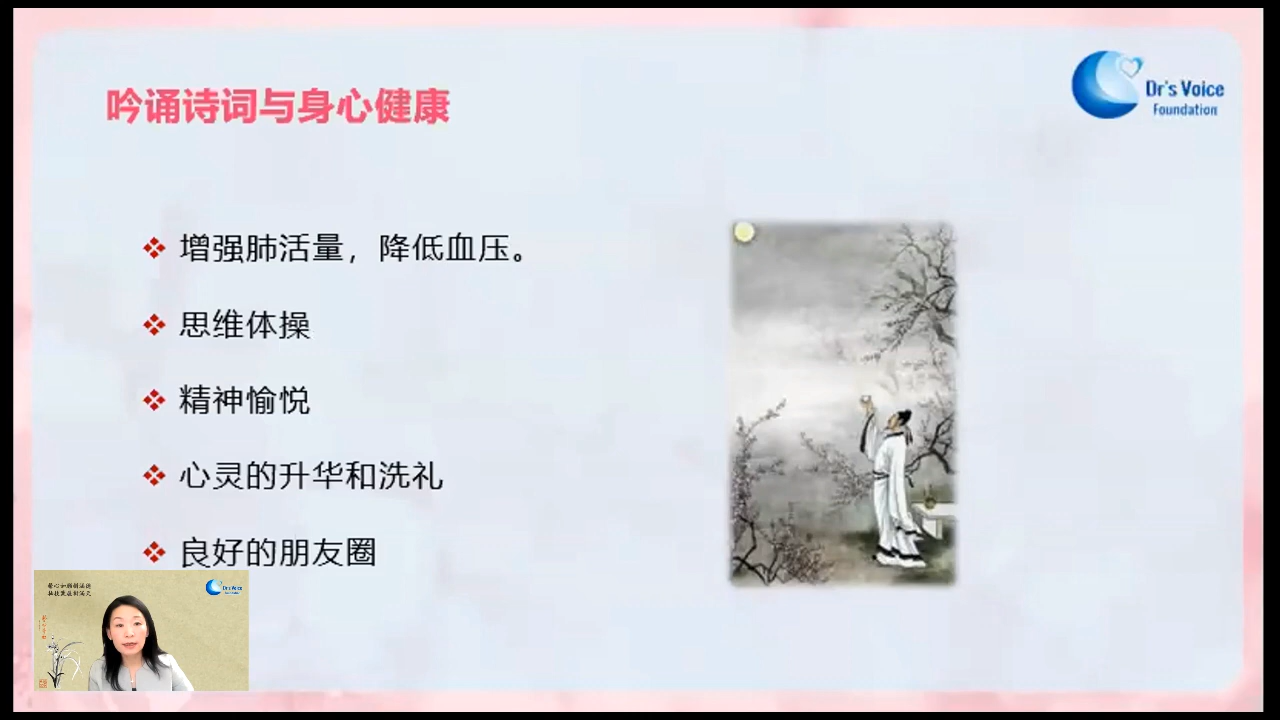 吟诵诗词与身心健康
Dr's Voice
Foundation
增强肺活量，降低血压。
思维体操
精神愉悦
心灵的升华和洗礼
良好的朋友圈
Dr's Voice